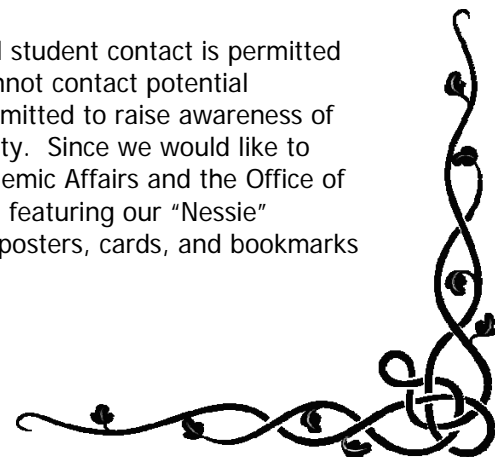 l student contact is permitted
nnot contact potential
mitted to raise awareness of
ty.  Since we would like to
emic Affairs and the Office of
featuring our "Nessie"
posters, cards, and bookmarks